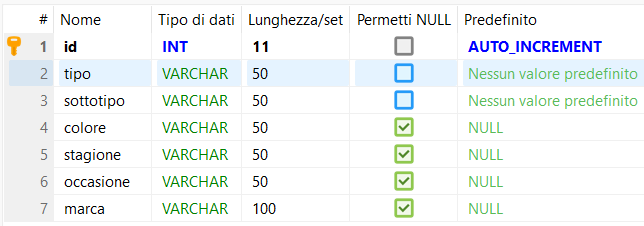 # Nome Tipo di dati Lunghezza/set Permetti NULL Predefinito
1 id INT 11 AUTO_INCREMENT
2 tipo VARCHAR 50 Nessun valore predefinito
3 sottotipo VARCHAR 50 Nessun valore predefinito
4 colore VARCHAR 50 NULL
5 stagione VARCHAR 50 NULL
6 occasione VARCHAR 50 NULL
7 marca VARCHAR 100 NULL